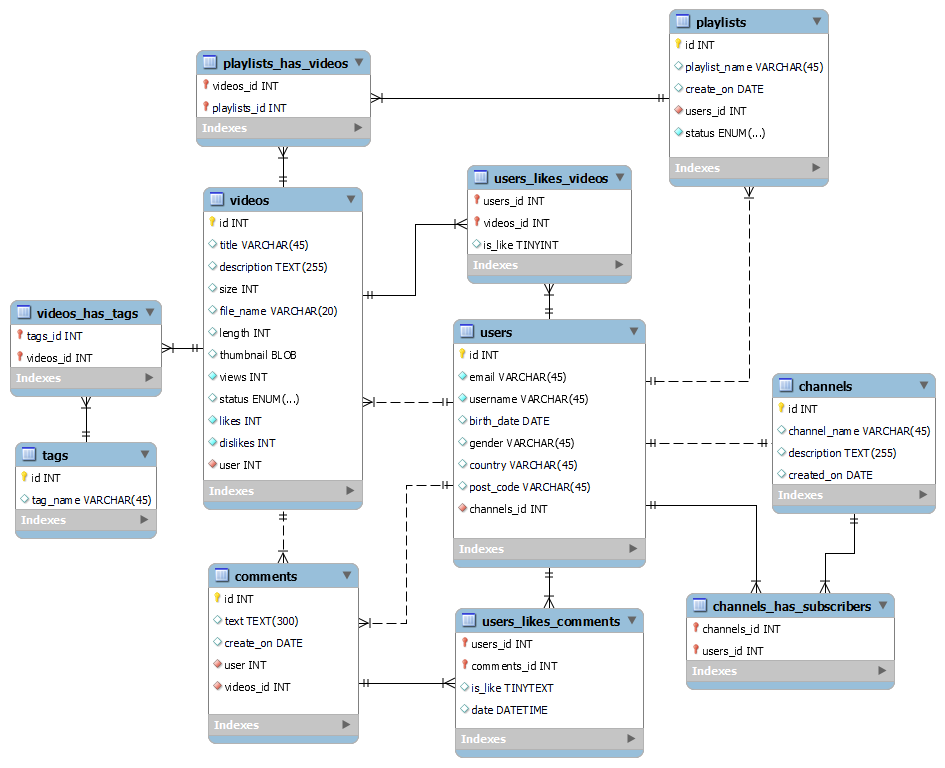 playlists
id INT
playlist_name VARCHAR(45)
create_on DATE
users_id INT
status ENUM(...)
Indexes
playlists_has_videos
videos_id INT
playlists_id INT
Indexes
users_likes_videos
users_id INT
videos_id INT
is_like TINYINT
Indexes
videos
id INT
title VARCHAR(45)
description TEXT(255)
size INT
file_name VARCHAR(20)
length INT
thumbnail BLOB
views INT
status ENUM(...)
likes INT
dislikes INT
user INT
Indexes
videos_has_tags
tags_id INT
videos_id INT
Indexes
users
id INT
email VARCHAR(45)
username VARCHAR(45)
birth_date DATE
gender VARCHAR(45)
country VARCHAR(45)
post_code VARCHAR(45)
channels_id INT
Indexes
channels
id INT
channel_name VARCHAR(45)
description TEXT(255)
created_on DATE
Indexes
tags
id INT
tag_name VARCHAR(45)
Indexes
comments
id INT
text TEXT(300)
create_on DATE
user INT
videos_id INT
Indexes
users_likes_comments
users_id INT
comments_id INT
is_like TINYTEXT
date DATETIME
Indexes
channels_has_subscribers
channels_id INT
users_id INT
Indexes